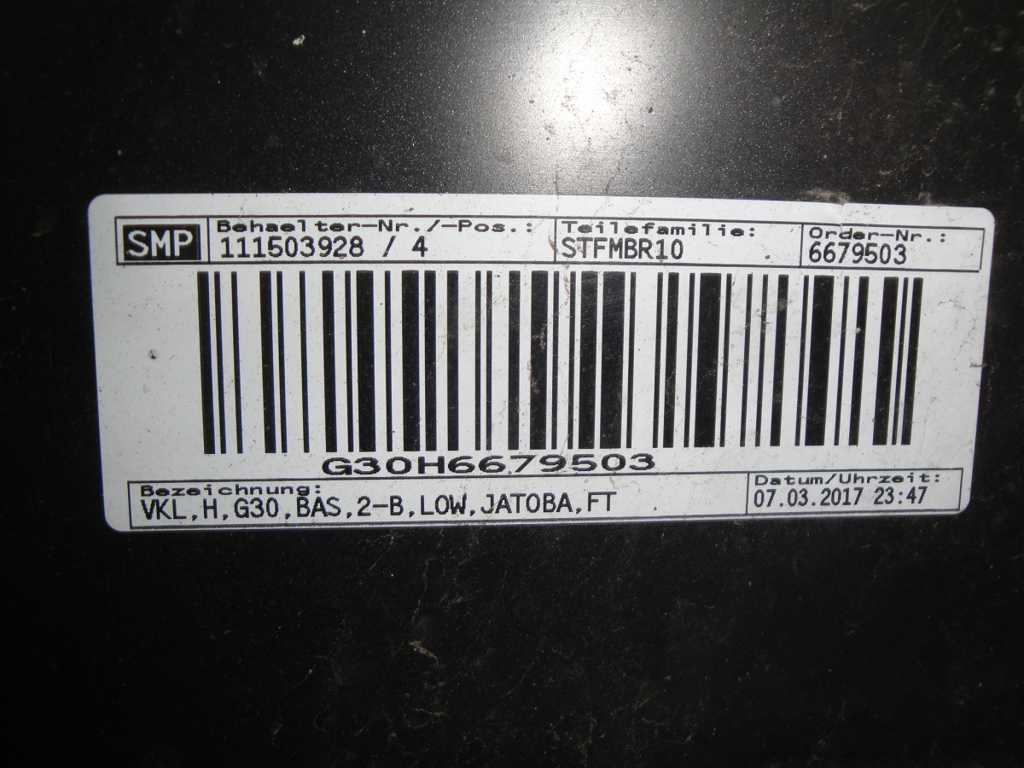 SMP
Behaelter-Nr./-Pos.: Teilefamilie: Order-Nr.:
111503928 / 4 STFMBR10 6679503
G30H6679503
Bezeichnung: Datum/Uhrzeit:
VKL,H,G30,BAS,2-B,LOW,JATOBA,FT 07.03.2017 23:47